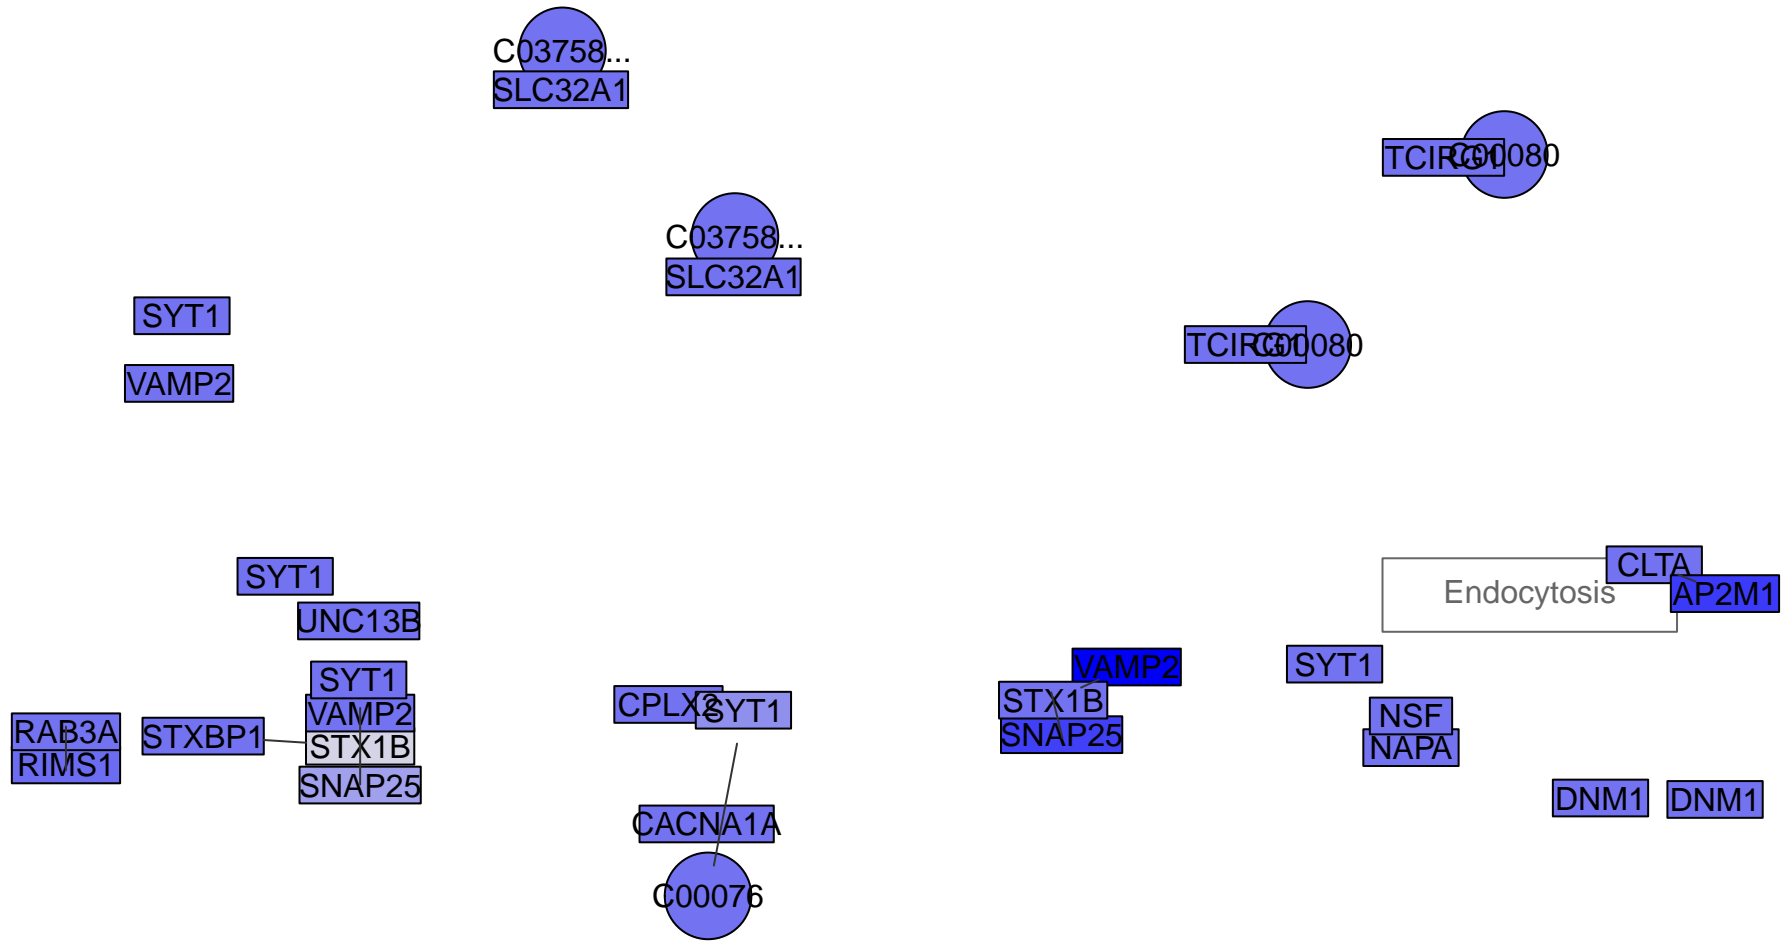 C03758...
SLC32A1
TCIRG1
C00080
C03758...
SLC32A1
SYT1
TCIRG1
C00080
VAMP2
SYT1
UNC13B
CLTA
Endocytosis
AP2M1
SYT1
VAMP2
RAB3A
RIMS1
STXBP1
STX1B
SNAP25
CPLX2
SYT1
CACNA1A
C00076
VAMP2
STX1B
SNAP25
SYT1
NSF
NAPA
DNM1
DNM1